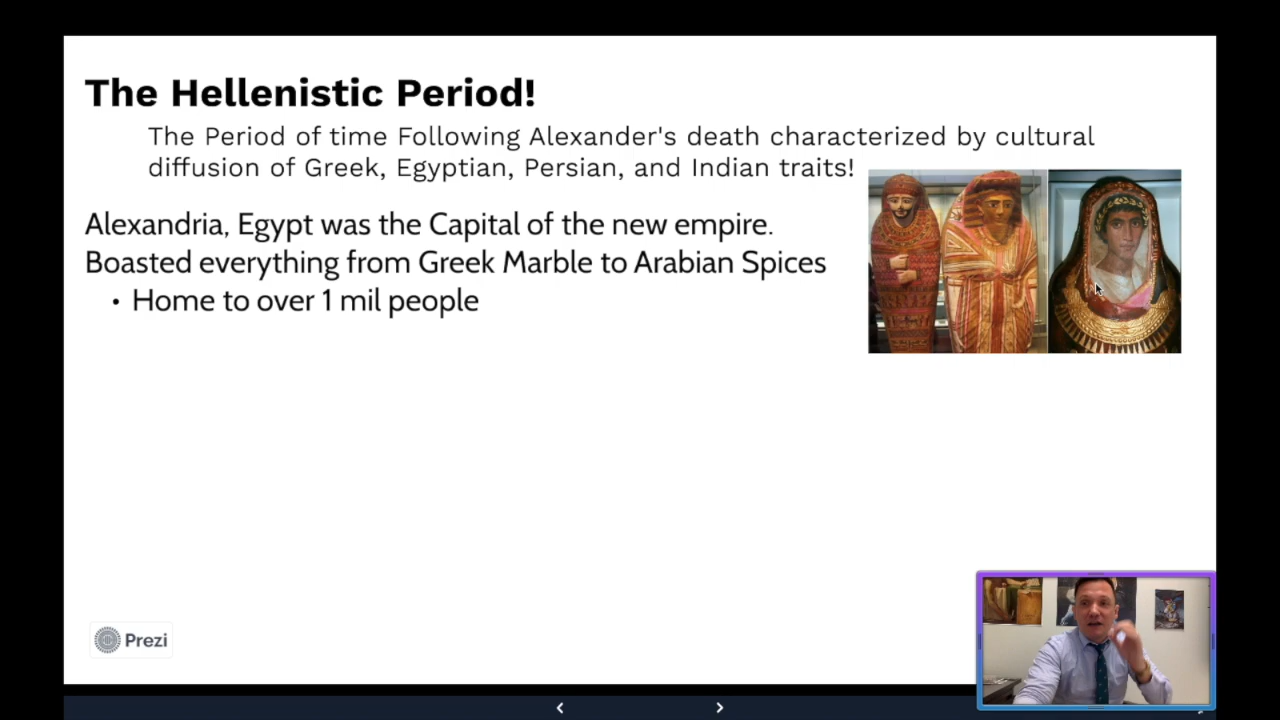 The Hellenistic Period!
The Period of time Following Alexander's death characterized by cultural
diffusion of Greek, Egyptian, Persian, and Indian traits!
Alexandria, Egypt was the Capital of the new empire.
Boasted everything from Greek Marble to Arabian Spices
• Home to over 1 mil people
Prezi